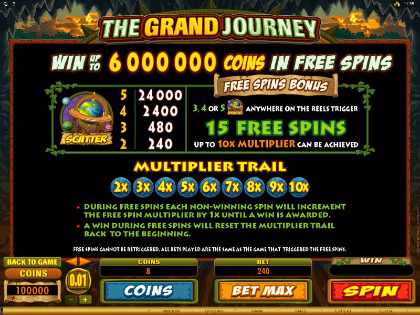 THE GRAND JOURNEY
WIN UP TO 6 000 000 COINS IN FREE SPINS
FREE SPINS BONUS
5 24 000
4 2400
3 480
2 240
SCATTER
3, 4 OR 5 ANYWHERE ON THE REELS TRIGGER
15 FREE SPINS
UP TO 10X MULTIPLIER CAN BE ACHIEVED
MULTIPLIER TRAIL
2x 3x 4x 5x 6x 7x 8x 9x 10x
• DURING FREE SPINS EACH NON-WINNING SPIN WILL INCREMENT
THE FREE SPIN MULTIPLIER BY 1X UNTIL A WIN IS AWARDED.
• A WIN DURING FREE SPINS WILL RESET THE MULTIPLIER TRAIL
BACK TO THE BEGINNING.
FREE SPINS CANNOT BE RETRIGGERED. ALL BETS PLAYED ARE THE SAME AS THE GAME THAT TRIGGERED THE FREE SPINS.
BACK TO GAME
COINS BET WIN
COINS 8 240
100000 0.01 COINS BET MAX SPIN
- +